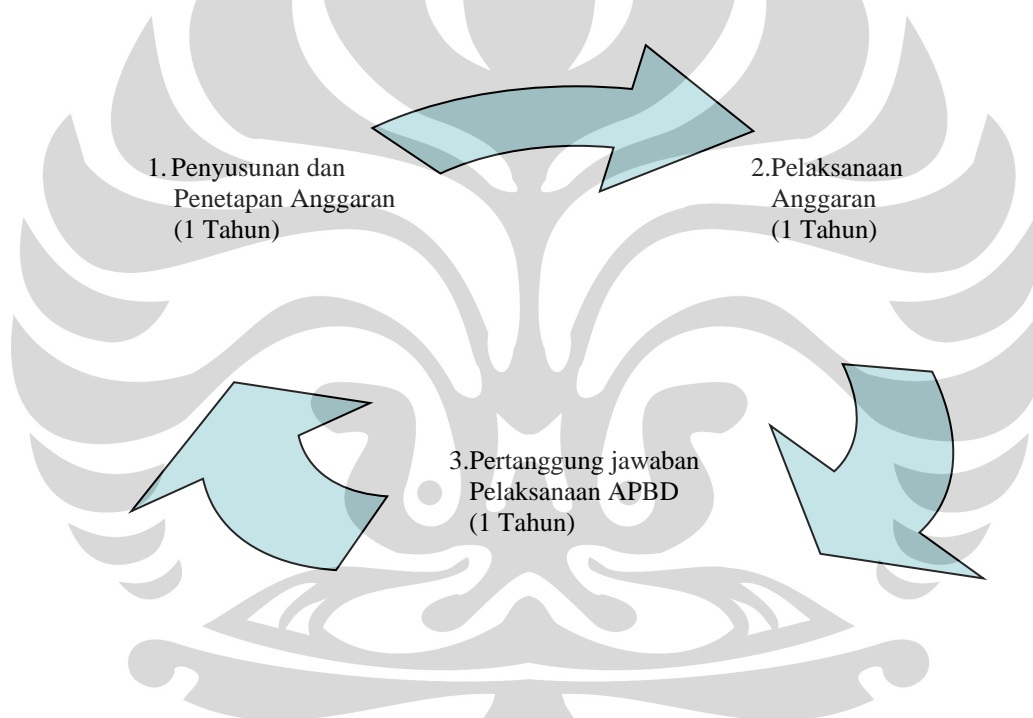 1. Penyusunan dan
Penetapan Anggaran
(1 Tahun)
2.Pelaksanaan
Anggaran
(1 Tahun)
3.Pertanggung jawaban
Pelaksanaan APBD
(1 Tahun)